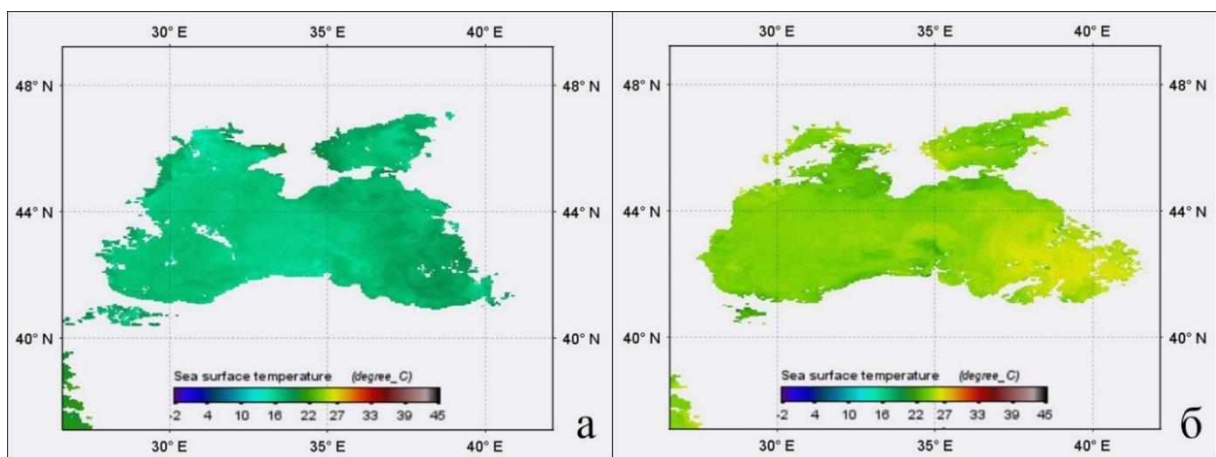 30° E 35° E 40° E
48° N 48° N
44° N 44° N
40° N 40° N
Sea surface temperature (degree_C)
-2 4 10 16 22 27 33 39 45
30° E 35° E 40° E
а
30° E 35° E 40° E
48° N 48° N
44° N 44° N
40° N 40° N
Sea surface temperature (degree_C)
-2 4 10 16 22 27 33 39 45
30° E 35° E 40° E
б